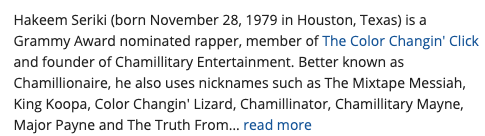 Hakeem Seriki (born November 28, 1979 in Houston, Texas) is a
Grammy Award nominated rapper, member of The Color Changin' Click
and founder of Chamillitary Entertainment. Better known as
Chamillionaire, he also uses nicknames such as The Mixtape Messiah,
King Koopa, Color Changin' Lizard, Chamillinator, Chamillitary Mayne,
Major Payne and The Truth From... read more